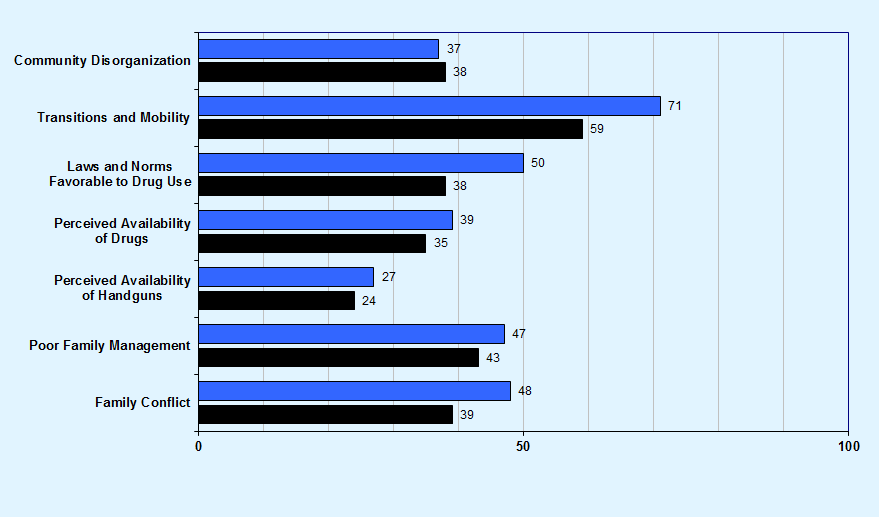 Community Disorganization
37
38
Transitions and Mobility
71
59
Laws and Norms
Favorable to Drug Use
50
38
Perceived Availability
of Drugs
39
35
Perceived Availability
of Handguns
27
24
Poor Family Management
47
43
Family Conflict
48
39
0
50
100